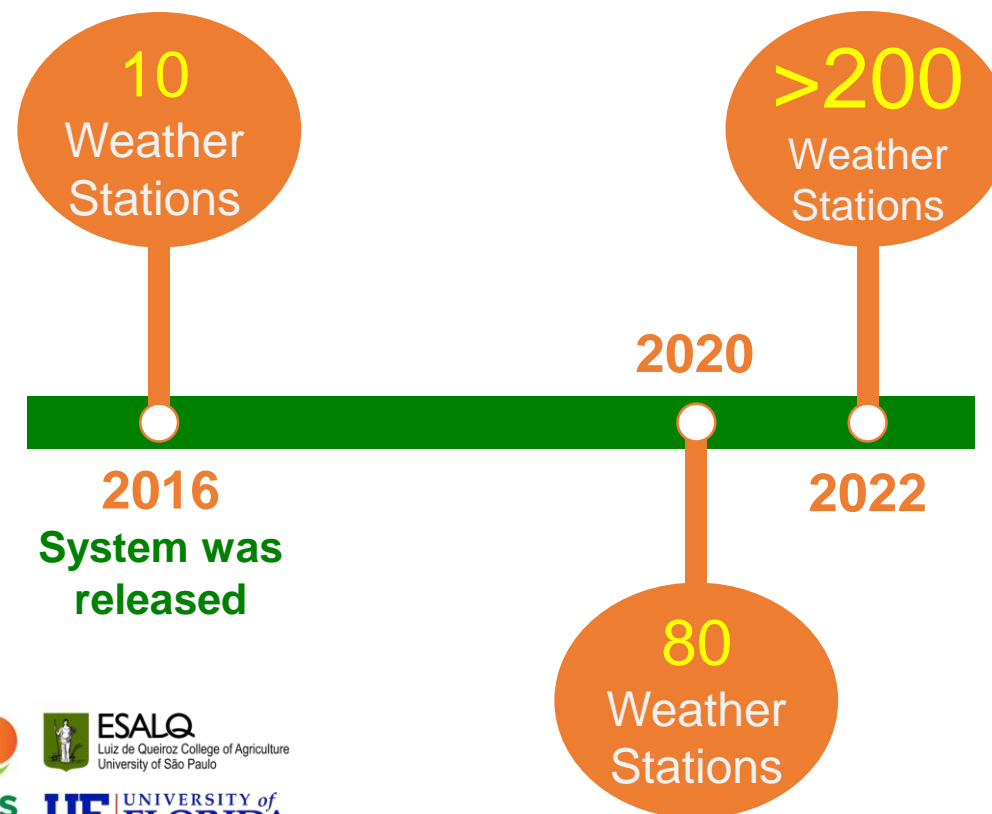 10
Weather
Stations
>200
Weather
Stations
2020
2016
2022
System was
released
80
Weather
Stations
ESALQ
Luiz de Queiroz College of Agriculture
University of São Paulo
UF UNIVERSITY of